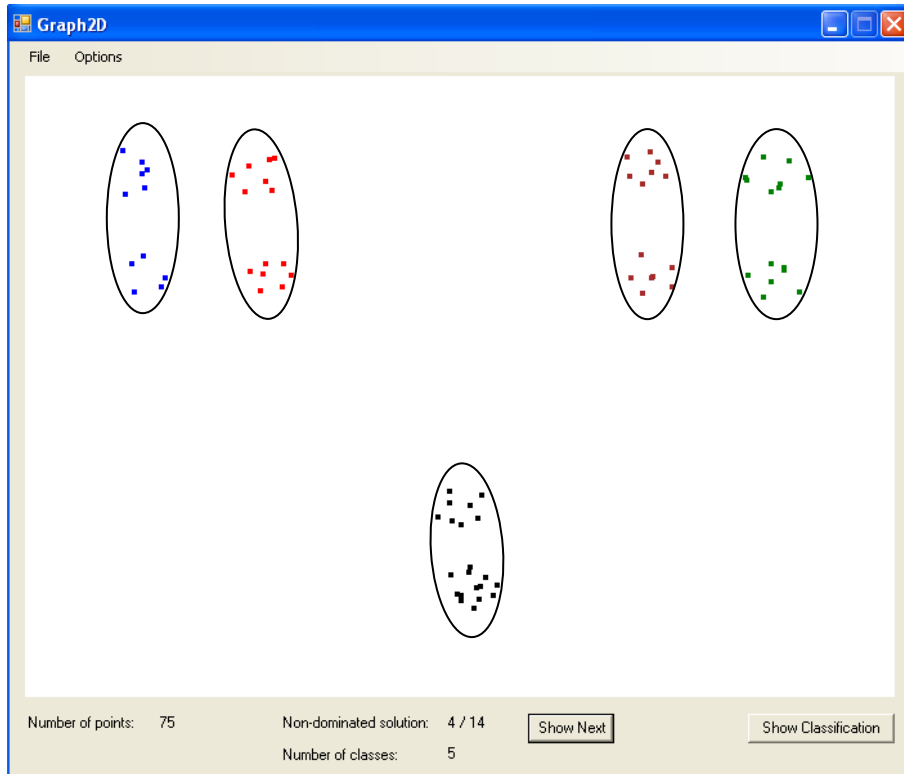 Graph2D
File Options
Number of points: 75 Non-dominated solution: 4 / 14 Show Next Show Classification
Number of classes: 5